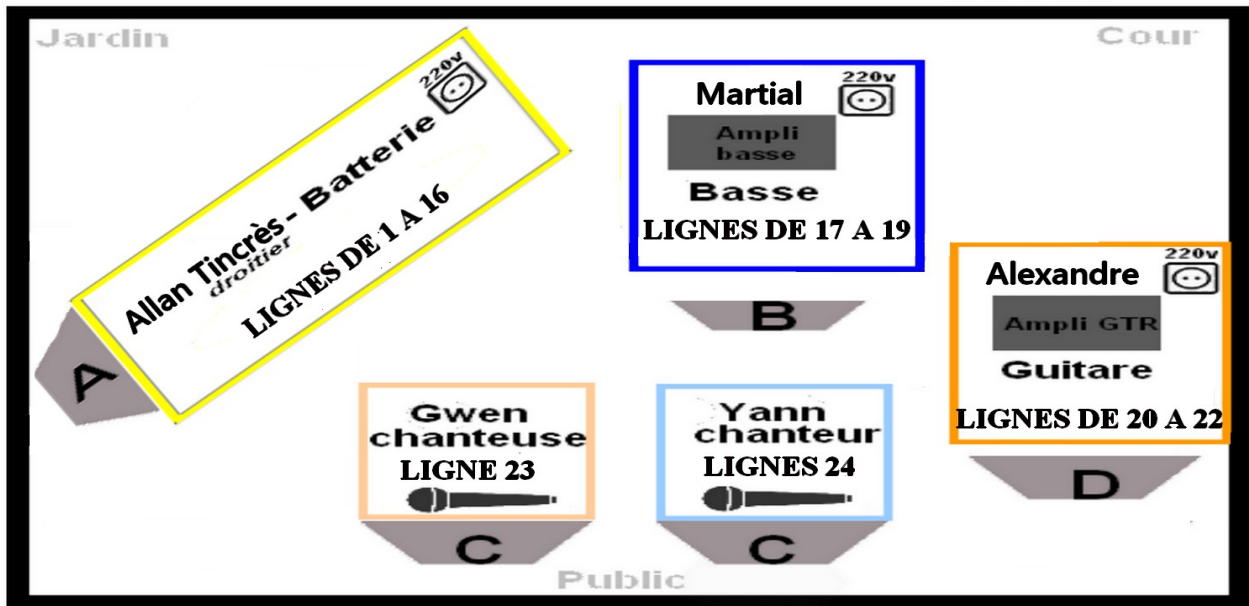 Jardin
Cour
220v
Allan Tincrès - Batterie
droitier
LIGNES DE 1 A 16
A
220v
Martial
Ampli
basse
Basse
LIGNES DE 17 A 19
B
220v
Alexandre
Ampli GTR
Guitare
LIGNES DE 20 A 22
D
Gwen
chanteuse
LIGNE 23
C
Yann
chanteur
LIGNES 24
C
Public